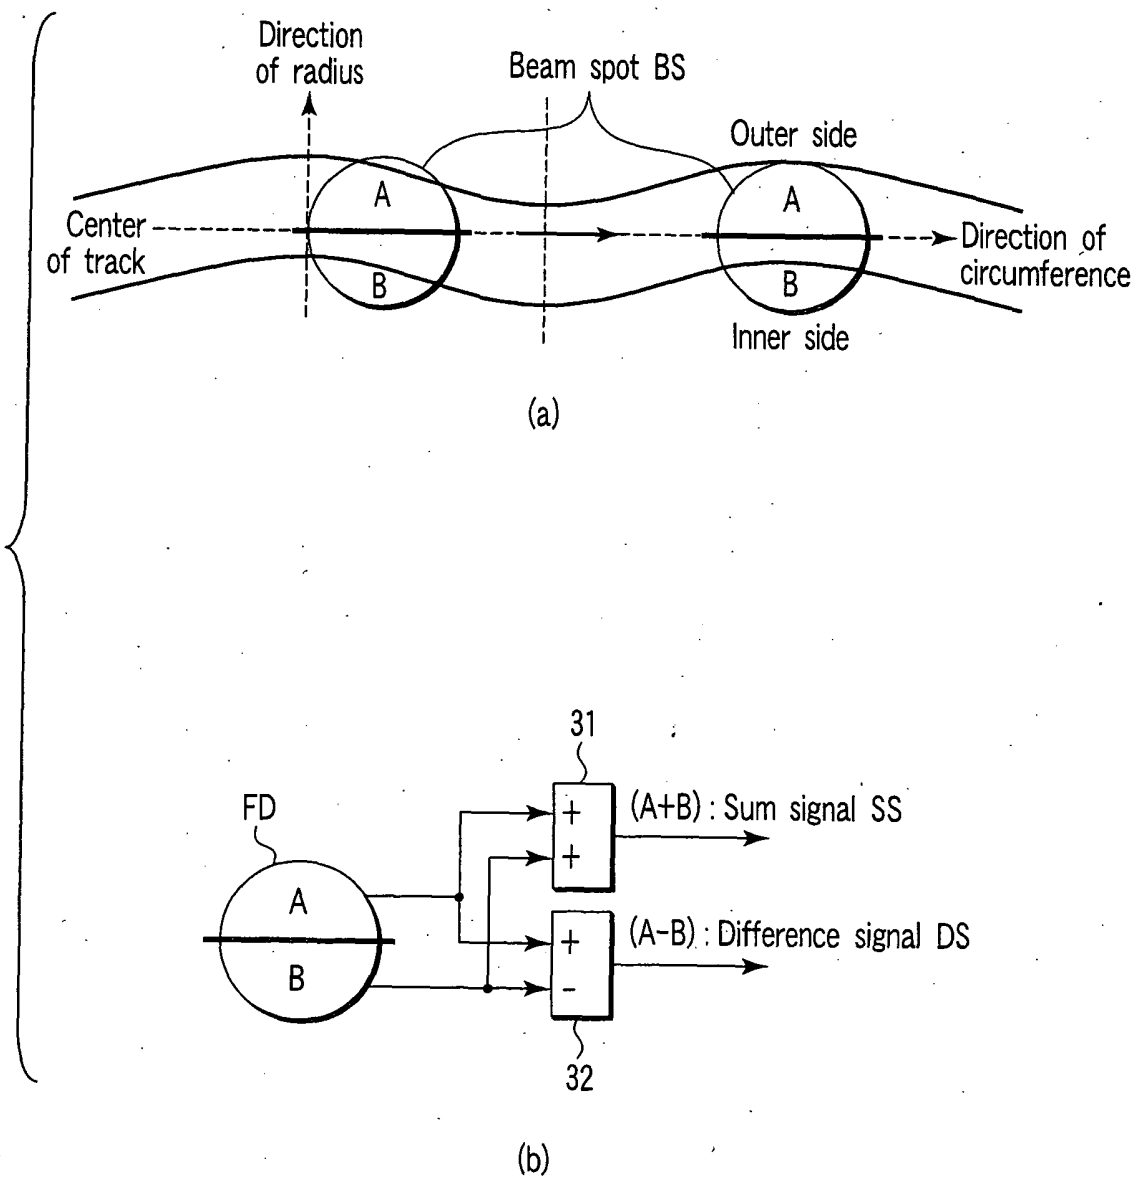 Direction
of radius
Beam spot BS
Outer side
A
A
Center
of track
Direction of
circumference
B
B
Inner side
(a)
31
FD
(A+B) : Sum signal SS
+
+
A
(A-B) : Difference signal DS
+
B
-
32
(b)